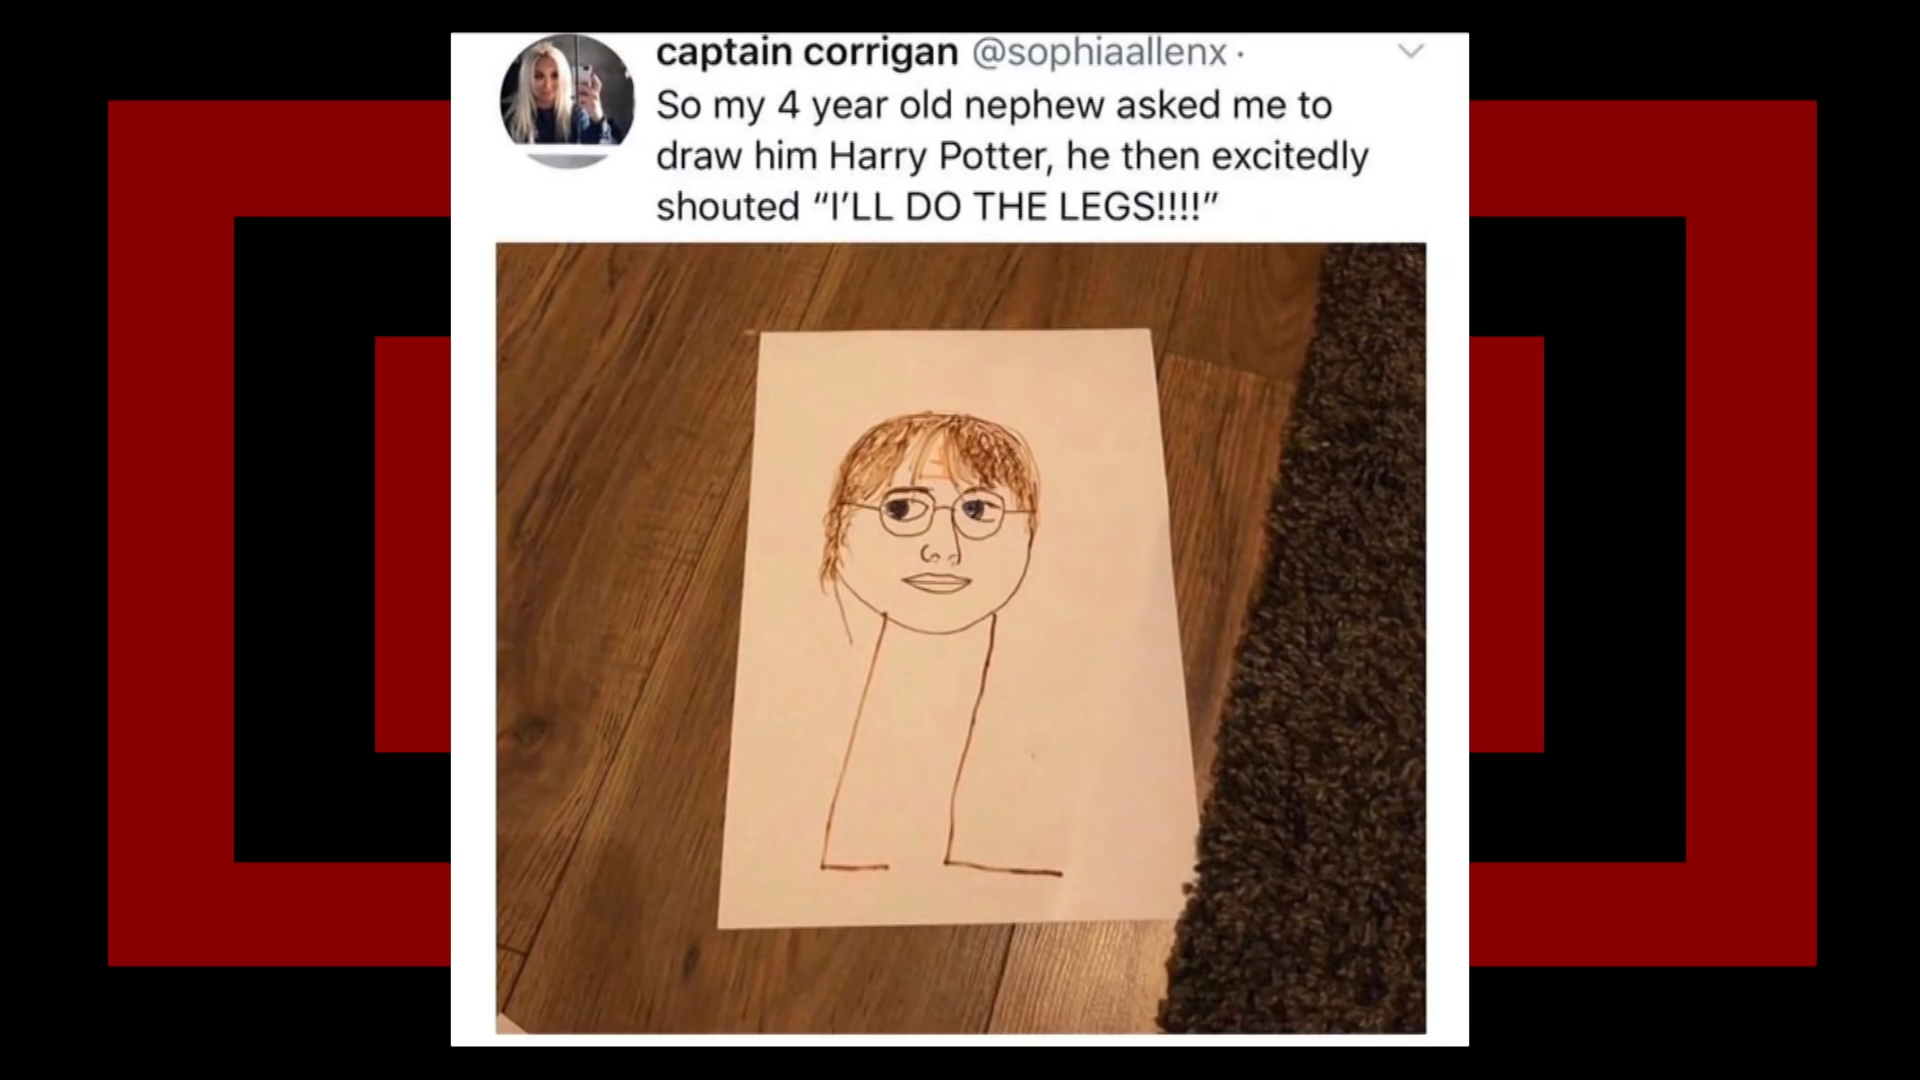 captain corrigan @sophiaallenx ·
So my 4 year old nephew asked me to
draw him Harry Potter, he then excitedly
shouted “I’LL DO THE LEGS!!!!”